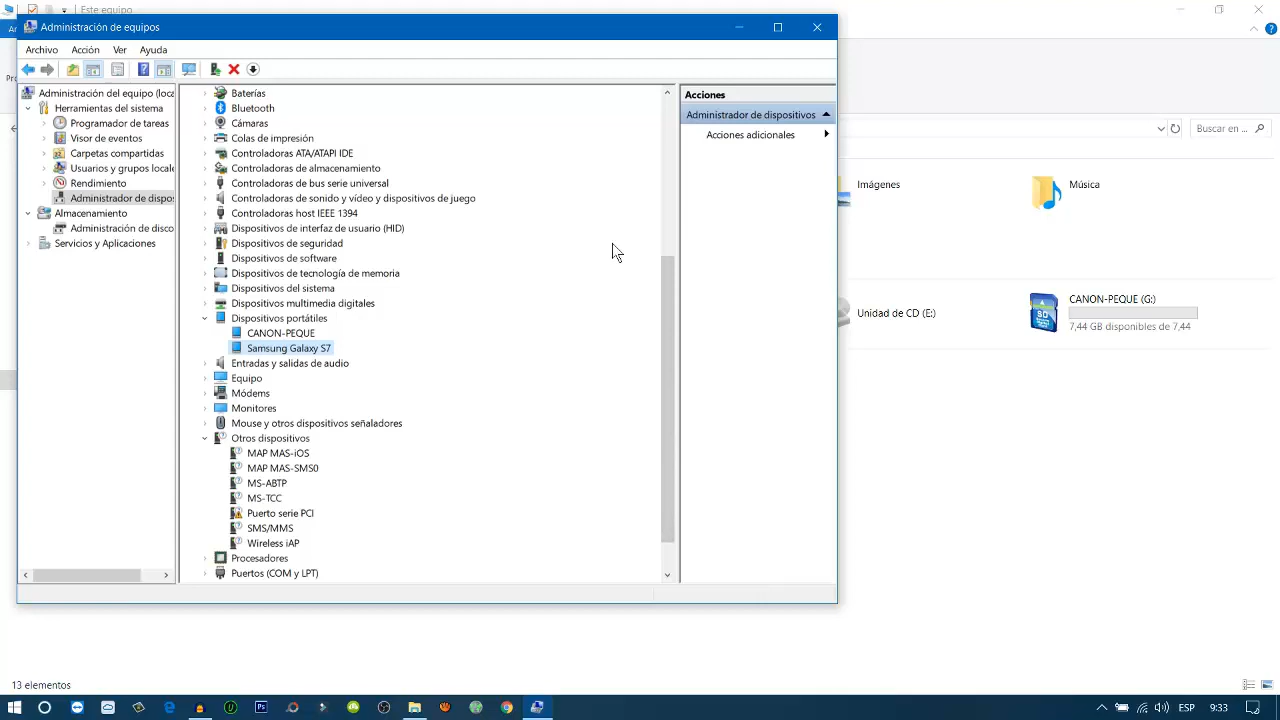 Este equipo
Administración de equipos
Archivo Acción Ver Ayuda
Administración del equipo (loca
Herramientas del sistema
Programador de tareas
Visor de eventos
Carpetas compartidas
Usuarios y grupos locale
Rendimiento
Administrador de dispos
Almacenamiento
Administración de disco
Servicios y Aplicaciones
Baterías
Bluetooth
Cámaras
Colas de impresión
Controladoras ATA/ATAPI IDE
Controladoras de almacenamiento
Controladoras de bus serie universal
Controladoras de sonido y vídeo y dispositivos de juego
Controladoras host IEEE 1394
Dispositivos de interfaz de usuario (HID)
Dispositivos de seguridad
Dispositivos de software
Dispositivos de tecnología de memoria
Dispositivos del sistema
Dispositivos multimedia digitales
Dispositivos portátiles
CANON-PEQUE
Samsung Galaxy S7
Entradas y salidas de audio
Equipo
Módems
Monitores
Mouse y otros dispositivos señaladores
Otros dispositivos
MAP MAS-iOS
MAP MAS-SMS0
MS-ABTP
MS-TCC
Puerto serie PCI
SMS/MMS
Wireless iAP
Procesadores
Puertos (COM y LPT)
Acciones
Administrador de dispositivos
Acciones adicionales
Buscar en ...
Imágenes
Música
Unidad de CD (E:)
CANON-PEQUE (G:)
7,44 GB disponibles de 7,44
13 elementos
ESP 9:33